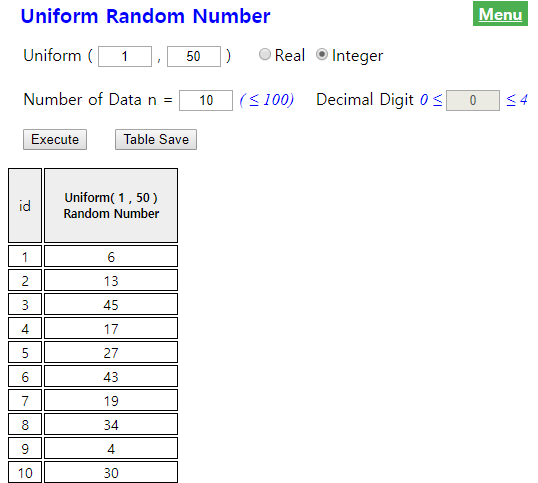 Uniform Random Number Menu
Uniform ( 1 , 50 ) Real Integer
Number of Data n = 10 ( ≤ 100) Decimal Digit 0 ≤ 0 ≤ 4
Execute Table Save
id Uniform( 1 , 50 )
Random Number
1 6
2 13
3 45
4 17
5 27
6 43
7 19
8 34
9 4
10 30